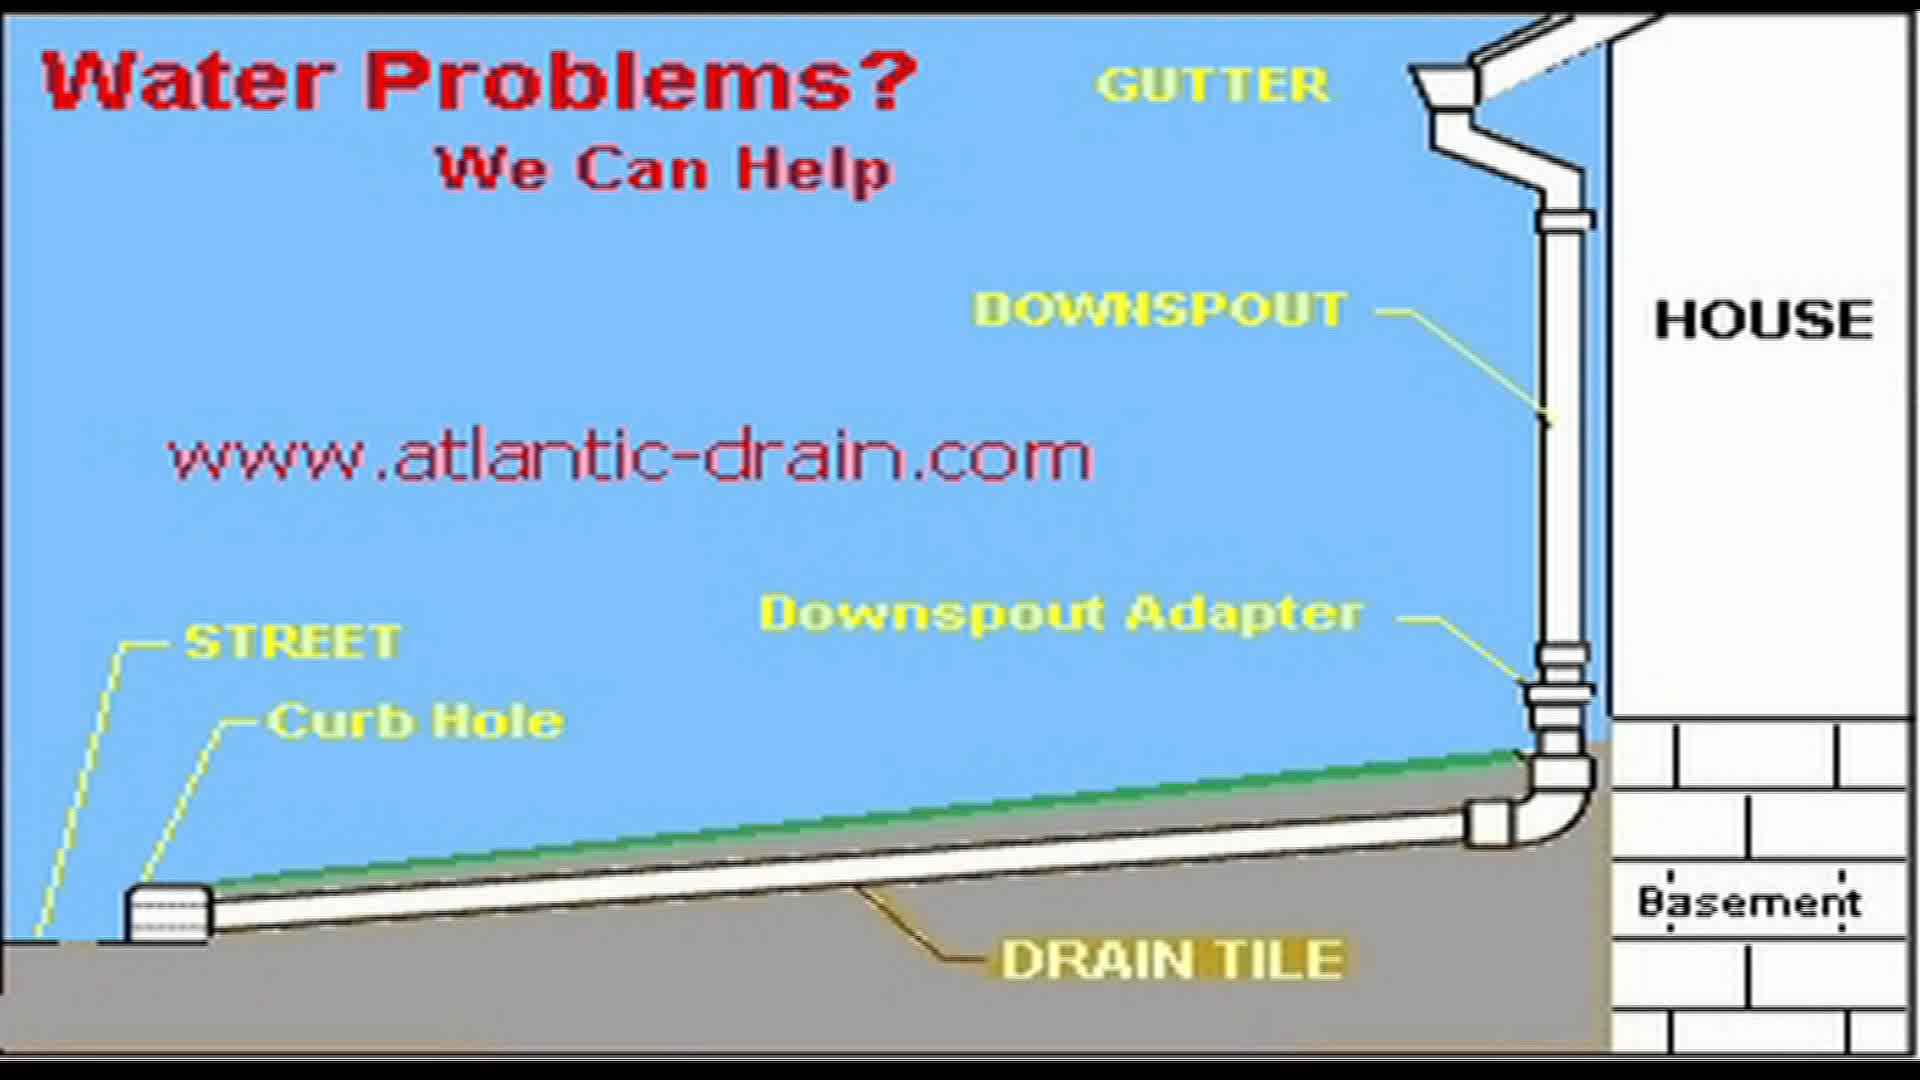 Water Problems?
We Can Help
GUTTER
DOWNSPOUT
HOUSE
www.atlantic-drain.com
Downspout Adapter
STREET
Curb Hole
Basement
DRAIN TILE